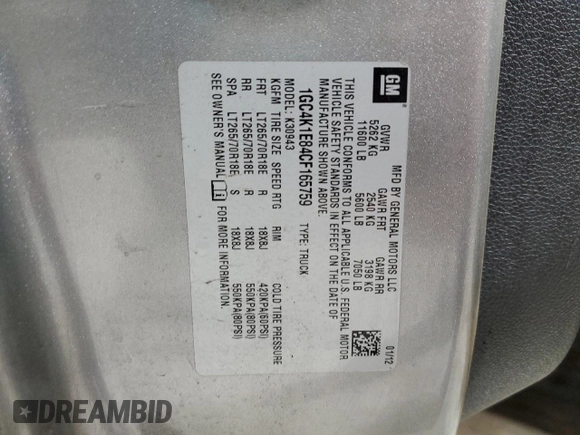 GM
MFD BY GENERAL MOTORS LLC
01/12
GVWR GAWR FRT GAWR RR
5262 KG 2540 KG 3198 KG
11600 LB 5600 LB 7050 LB
THIS VEHICLE CONFORMS TO ALL APPLICABLE U.S. FEDERAL MOTOR
VEHICLE SAFETY STANDARDS IN EFFECT ON THE DATE OF
MANUFACTURE SHOWN ABOVE.
1GC4K1E84CF165759 TYPE: TRUCK
MODEL: K30943
KGFM TIRE SIZE SPEED RTG RIM COLD TIRE PRESSURE
FRT LT265/70R18E R 18X8J 420KPA(60PSI)
RR LT265/70R18E R 18X8J 550KPA(80PSI)
SPA LT265/70R18E S 18X8J 550KPA(80PSI)
SEE OWNER'S MANUAL FOR MORE INFORMATION.
DREAMBID